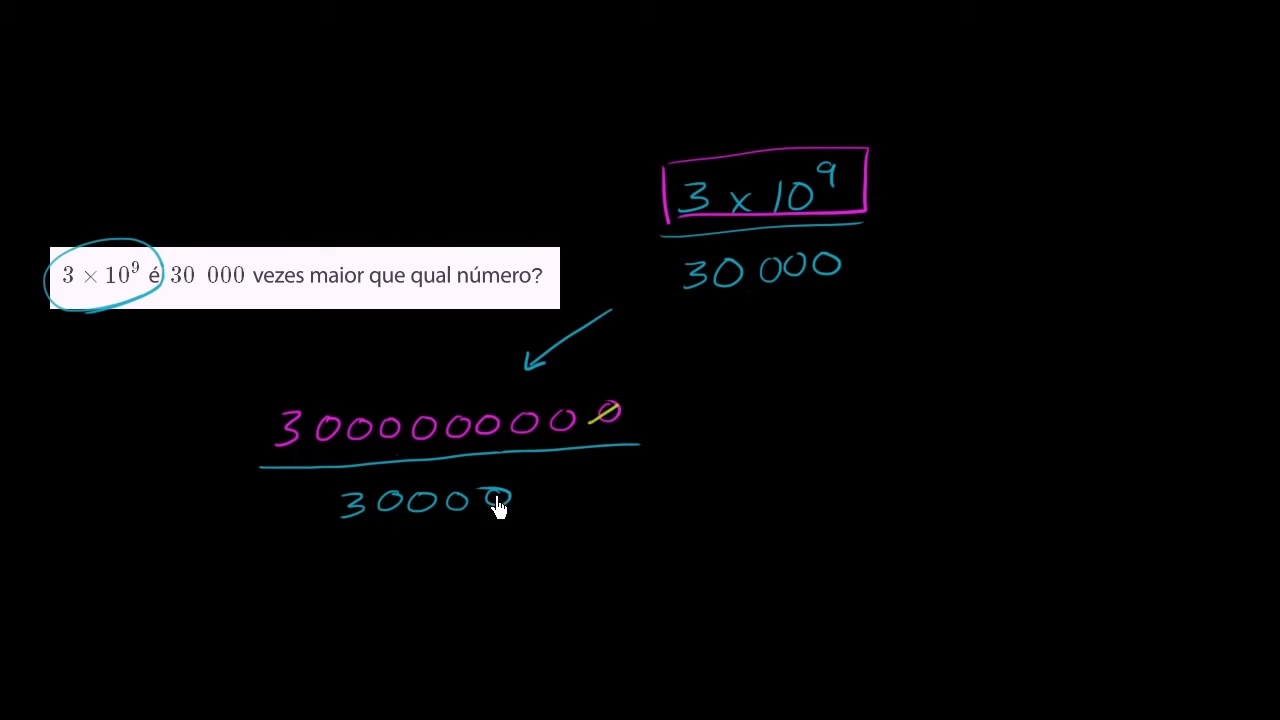 3 x 10⁹
30 000
3 × 10⁹ é 30 000 vezes maior que qual número?
3000000000
30000